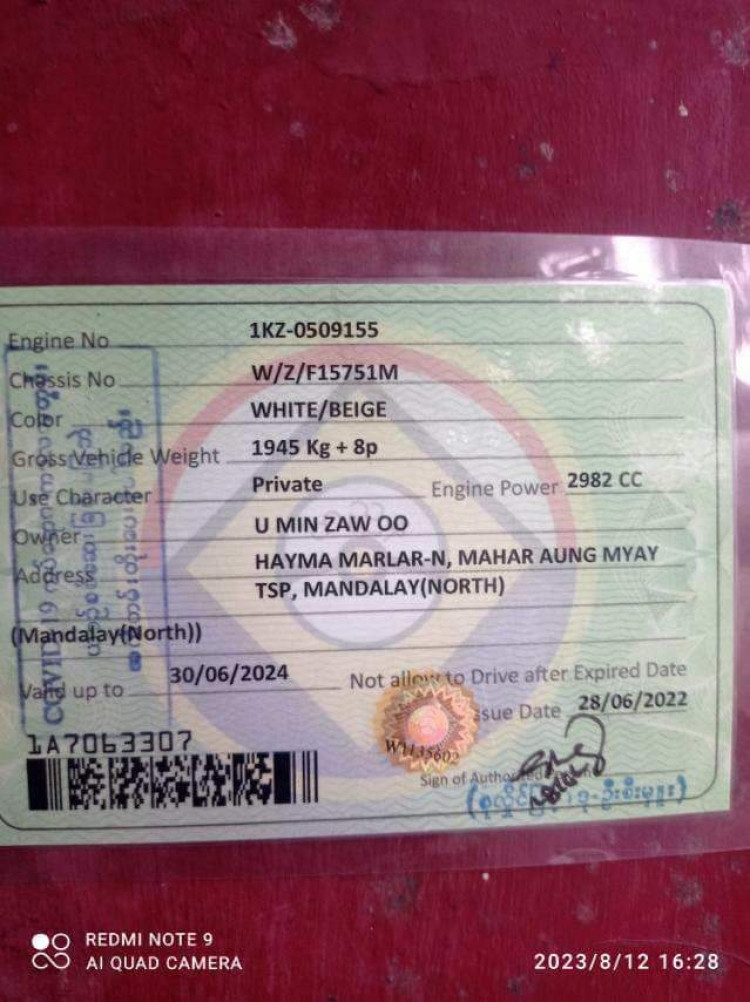 Engine No 1KZ-0509155
Chassis No W/Z/F15751M
Color WHITE/BEIGE
Gross Vehicle Weight 1945 Kg + 8p
Use Character Private Engine Power 2982 CC
Owner U MIN ZAW OO
Address HAYMA MARLAR-N, MAHAR AUNG MYAY
TSP, MANDALAY(NORTH)
(Mandalay(North))
Valid up to 30/06/2024 Not allow to Drive after Expired Date
Issue Date 28/06/2022
1A7063307
W1135602
Sign of Authorized
COVID 19
REDMI NOTE 9
AI QUAD CAMERA
2023/8/12 16:28